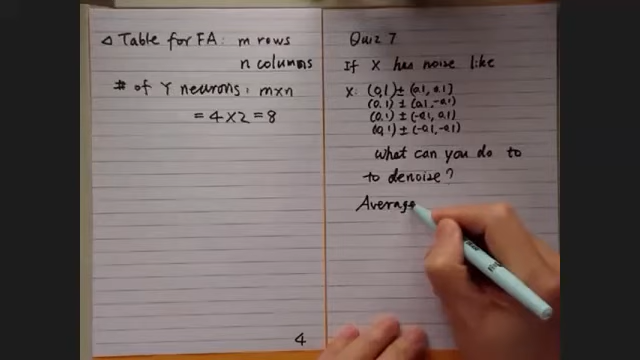 △ Table for FA: m rows
n columns
# of Y neurons: m×n
= 4×2=8
4
Quiz 7
If X has noise like
X: (0,1) ± (0.1, 0.1)
(0,1) ± (0.1, -0.1)
(0,1) ± (-0.1, 0.1)
(0,1) ± (-0.1, -0.1)
what can you do to
to denoise?
Average